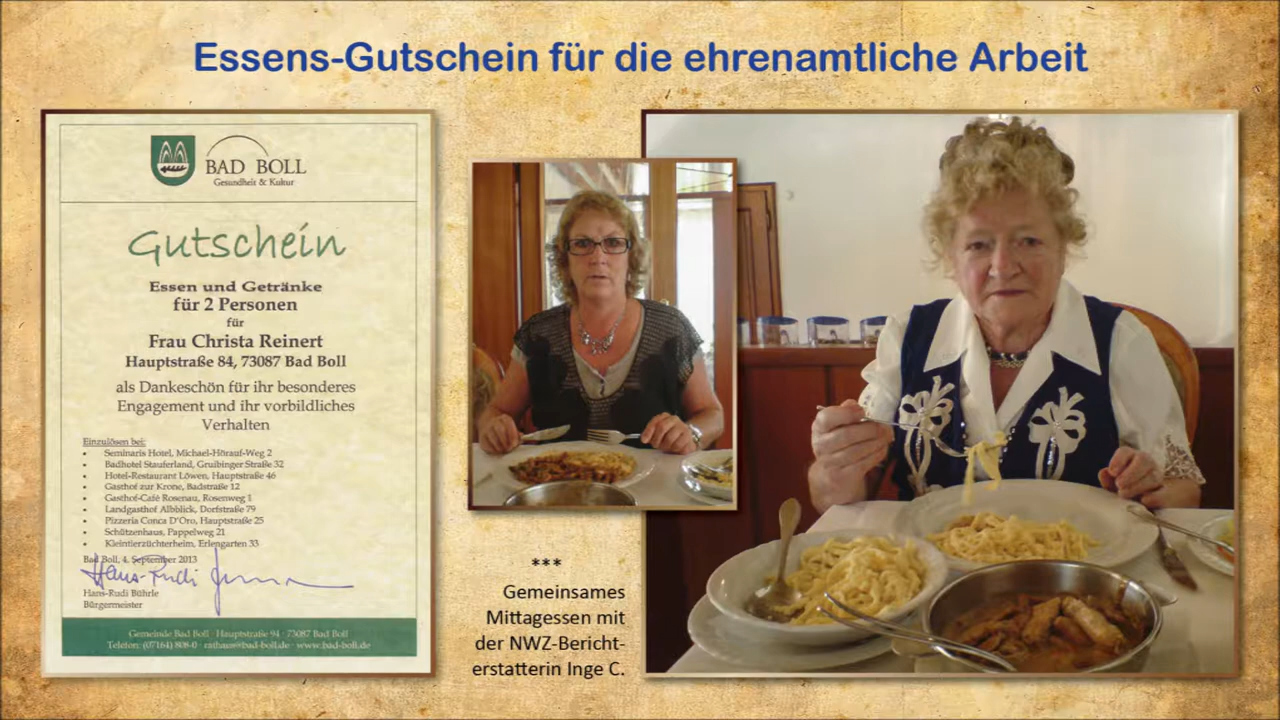 Essens-Gutschein für die ehrenamtliche Arbeit
BAD BOLL
Gesundheit & Kultur
Gutschein
Essen und Getränke
für 2 Personen
für
Frau Christa Reinert
Hauptstraße 84, 73087 Bad Boll
als Dankeschön für ihr besonderes
Engagement und ihr vorbildliches
Verhalten
Einzulösen bei:
• Seminaris Hotel, Michael-Hörauf-Weg 2
• Badhotel Stauferland, Gruibinger Straße 32
• Hotel-Restaurant Löwen, Hauptstraße 46
• Gasthof zur Krone, Badstraße 12
• Gasthof-Café Rosenau, Rosenweg 1
• Landgasthof Albblick, Dorfstraße 79
• Pizzeria Conca D'Oro, Hauptstraße 25
• Schützenhaus, Pappelweg 21
• Kleintierzüchterheim, Erlengarten 33
Bad Boll, 4. September 2013
Hans-Rudi
Hans-Rudi Bührle
Bürgermeister
Gemeinde Bad Boll · Hauptstraße 94 · 73087 Bad Boll
Telefon: (07164) 808-0 · rathaus@bad-boll.de · www.bad-boll.de
***
Gemeinsames
Mittagessen mit
der NWZ-Bericht-
erstatterin Inge C.